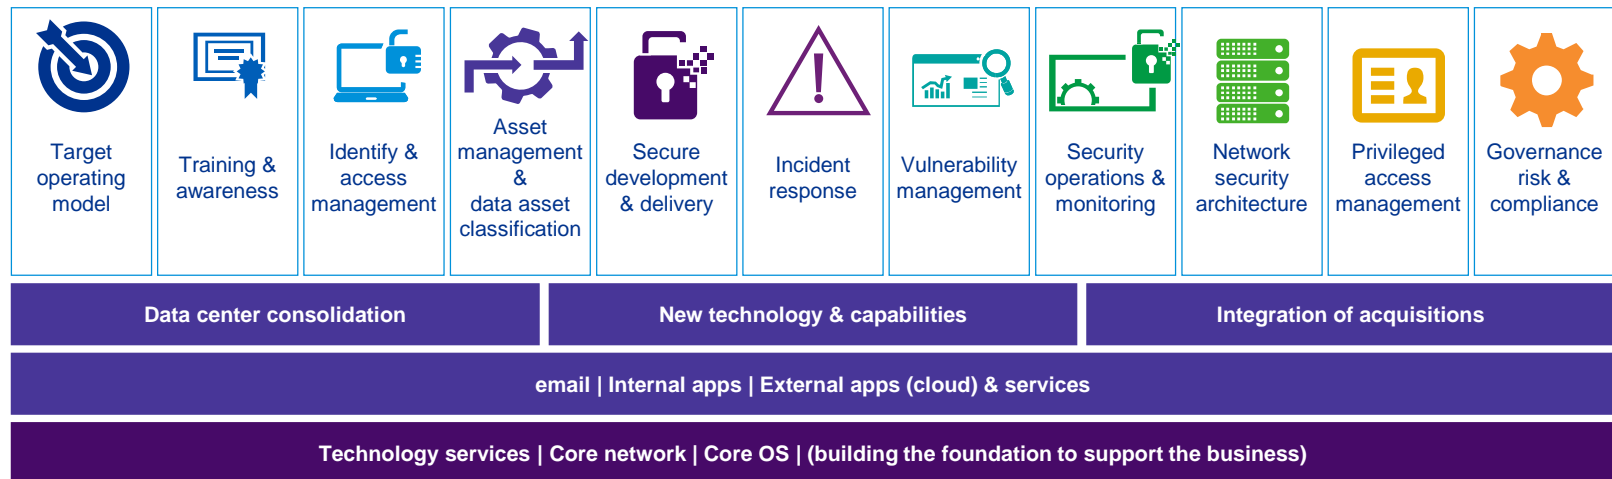 Target
operating
model
Training &
awareness
Identify &
access
management
Asset
management
&
data asset
classification
Secure
development
& delivery
Incident
response
Vulnerability
management
Security
operations &
monitoring
Network
security
architecture
Privileged
access
management
Governance
risk &
compliance
Data center consolidation
New technology & capabilities
Integration of acquisitions
email | Internal apps | External apps (cloud) & services
Technology services | Core network | Core OS | (building the foundation to support the business)